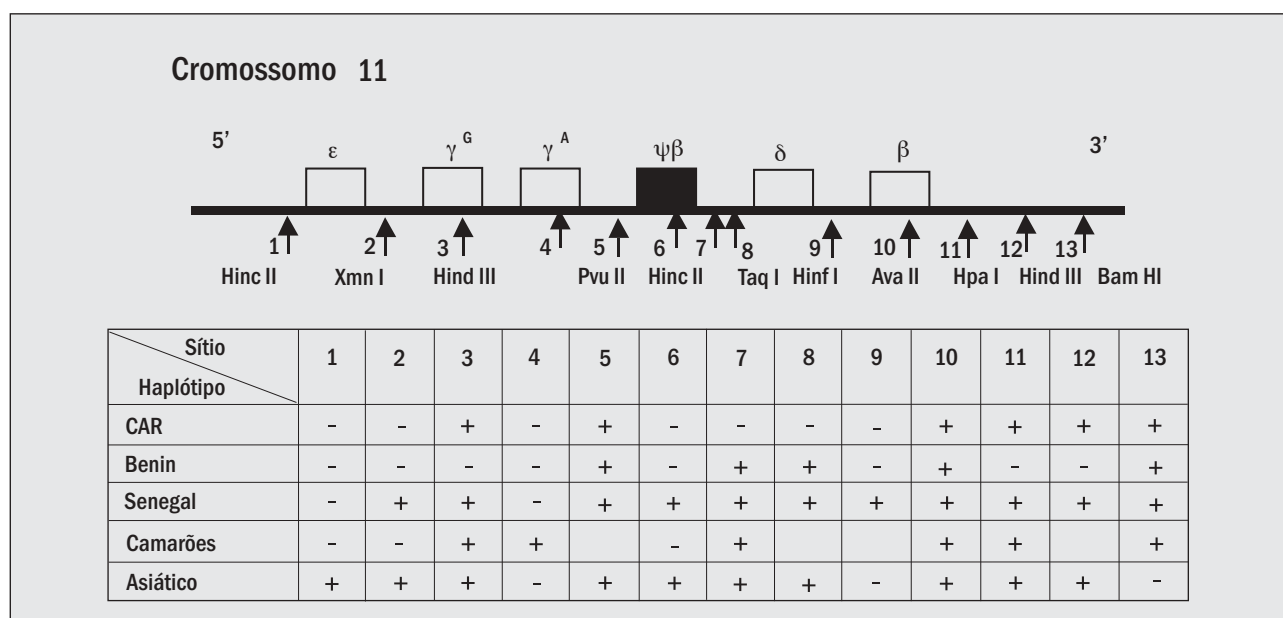 Cromossomo 11
5' ε γ G γ A ψβ δ β 3'
1 2 3 4 5 6 7 8 9 10 11 12 13
Hinc II Xmn I Hind III Pvu II Hinc II Taq I Hinf I Ava II Hpa I Hind III Bam HI
Sítio
Haplótipo
1 2 3 4 5 6 7 8 9 10 11 12 13
CAR - - + - + - - - - + + + +
Benin - - - - + - + + - + - - +
Senegal - + + - + + + + + + + + +
Camarões - - + + - + + + +
Asiático + + + - + + + + - + + + -